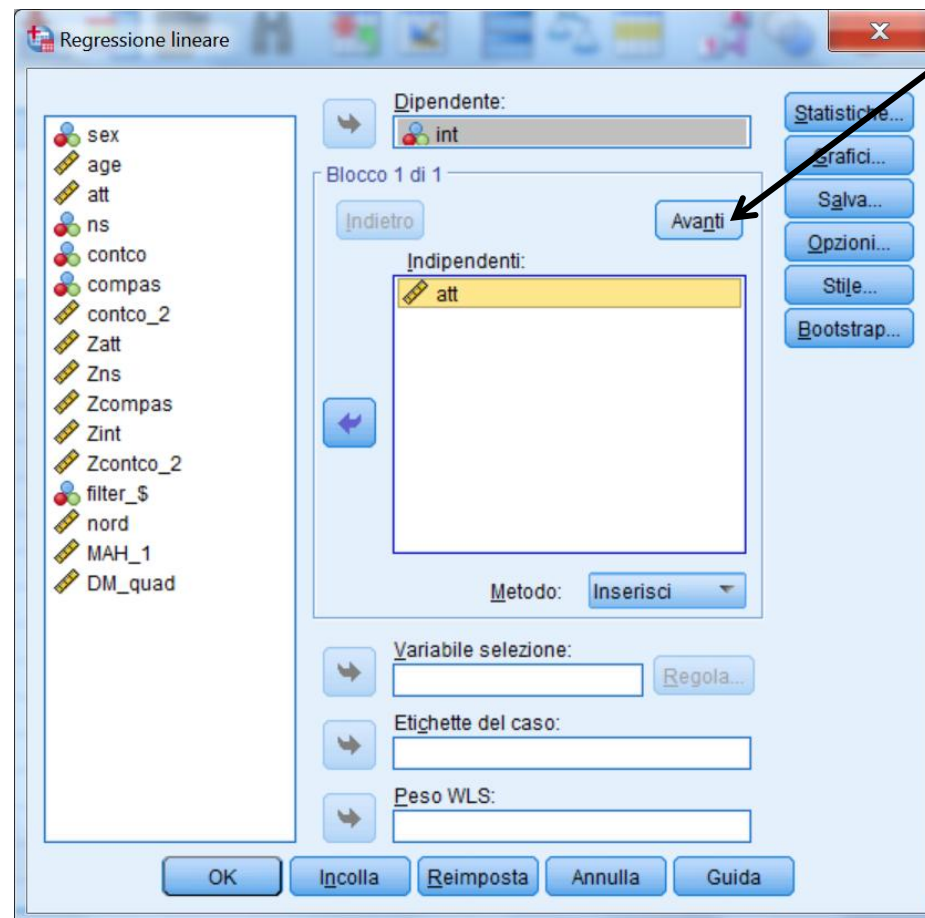 Regressione lineare
X
sex
age
att
ns
contco
compas
contco_2
Zatt
Zns
Zcompas
Zint
Zcontco_2
filter_$
nord
MAH_1
DM_quad
Dipendente:
int
Blocco 1 di 1
Indietro
Avanti
Indipendenti:
att
Metodo: Inserisci
Variabile selezione:
Regola...
Etichette del caso:
Peso WLS:
Statistiche...
Grafici...
Salva...
Opzioni...
Stile...
Bootstrap...
OK Incolla Reimposta Annulla Guida